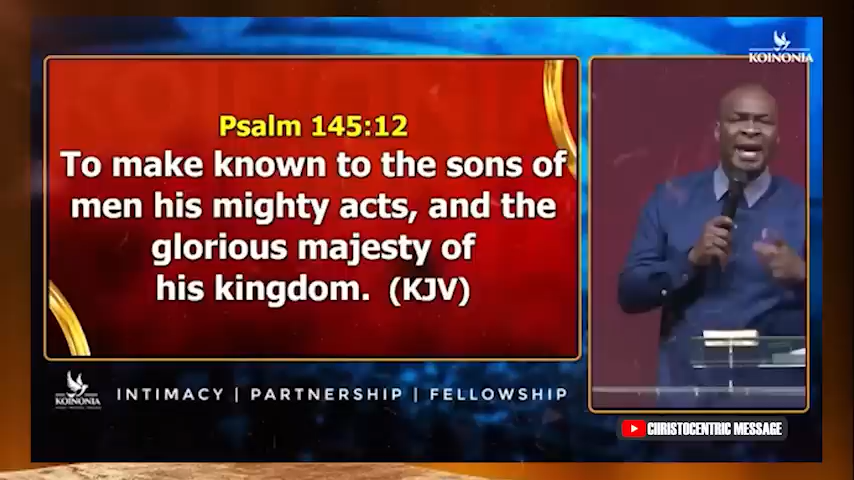 KOINONIA
Psalm 145:12
To make known to the sons of
men his mighty acts, and the
glorious majesty of
his kingdom. (KJV)
KOINONIA
INTIMACY | PARTNERSHIP | FELLOWSHIP
CHRISTOCENTRIC MESSAGE